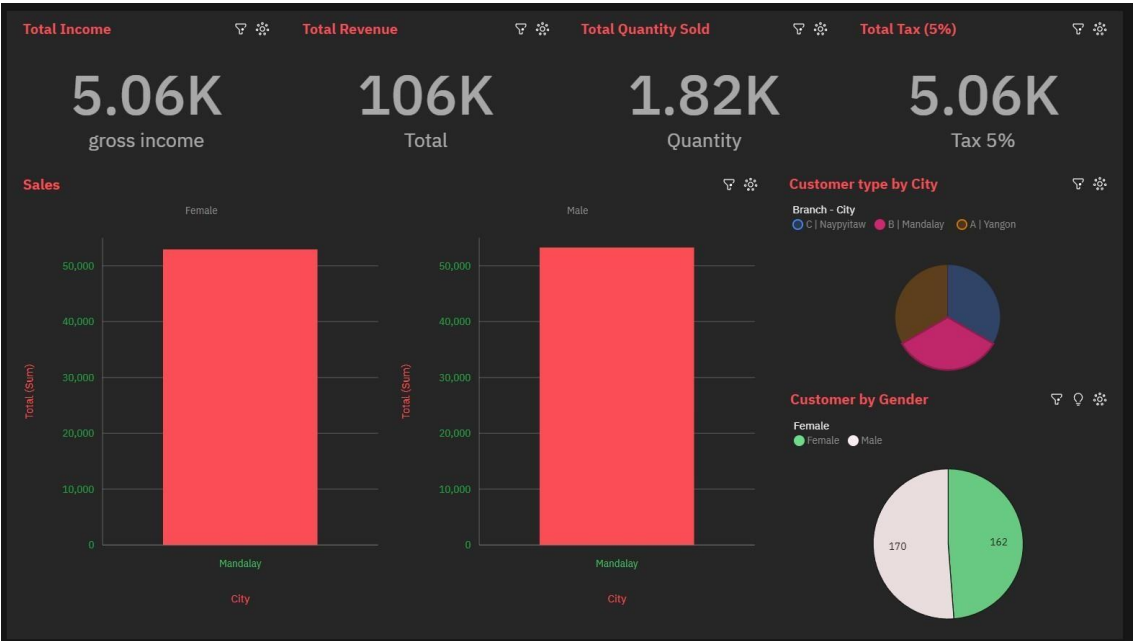 Total Income
5.06K
gross income
Total Revenue
106K
Total
Total Quantity Sold
1.82K
Quantity
Total Tax (5%)
5.06K
Tax 5%
Sales
Female
50,000
40,000
30,000
20,000
10,000
0
Total (Sum)
Mandalay
City
Male
50,000
40,000
30,000
20,000
10,000
0
Total (Sum)
Mandalay
City
Customer type by City
Branch - City
C | Naypyitaw B | Mandalay A | Yangon
Customer by Gender
Female
Female Male
170
162